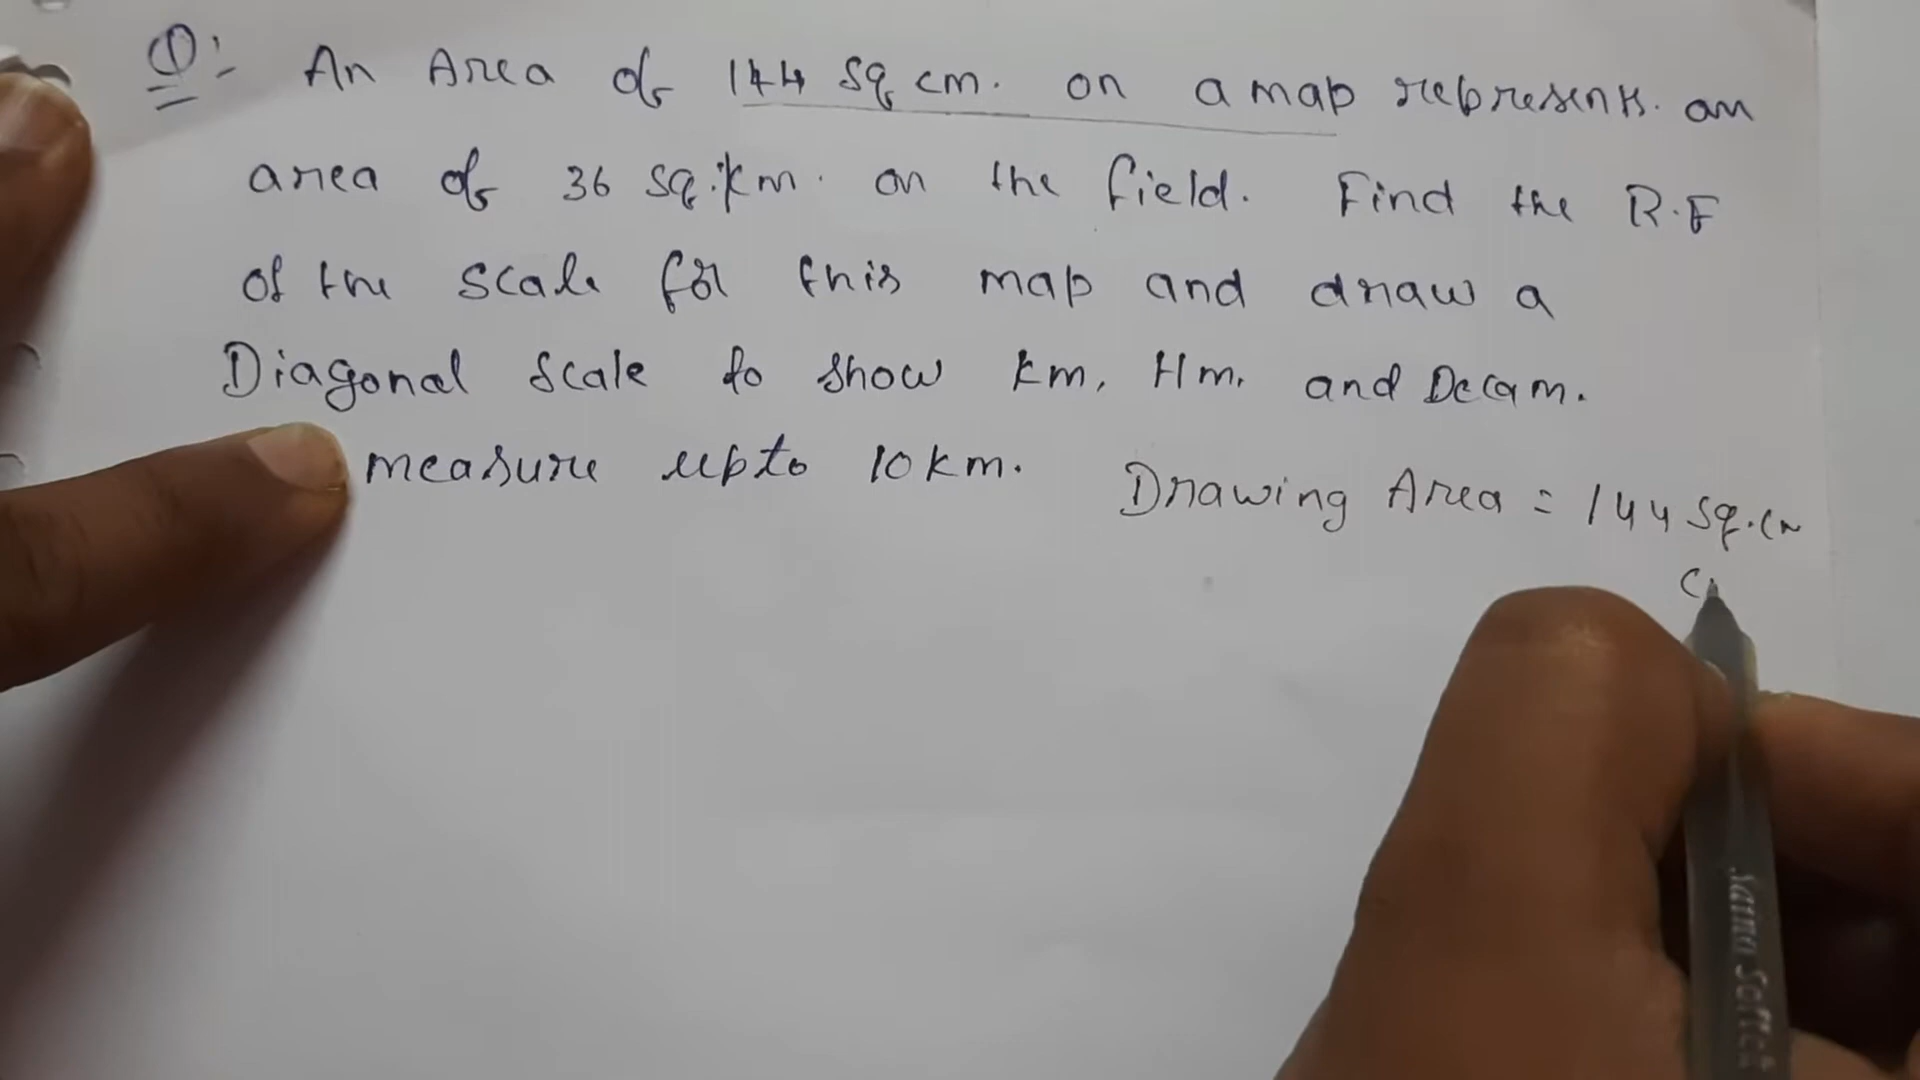 Q:- An Area of 144 Sq cm. on a map represents. an
area of 36 sq.km. on the field. Find the R.F
of the scale for this map and draw a
Diagonal Scale to show km, Hm, and Decam.
measure upto 10km.
Drawing Area = 144 sq.cm